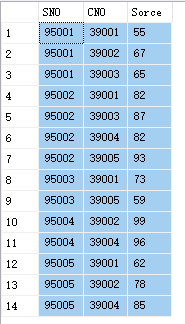 SNO CNO Sorce
1 95001 39001 55
2 95001 39002 67
3 95001 39003 65
4 95002 39001 82
5 95002 39003 87
6 95002 39004 82
7 95002 39005 93
8 95003 39001 73
9 95003 39005 59
10 95004 39002 99
11 95004 39004 96
12 95005 39001 62
13 95005 39002 78
14 95005 39004 85